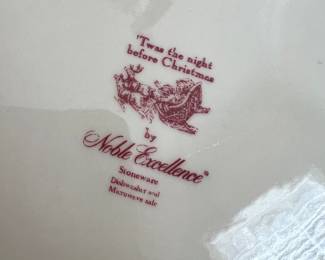 'Twas the night
before Christmas
by
Noble Excellence®
Stoneware
Dishwasher and
Microwave safe